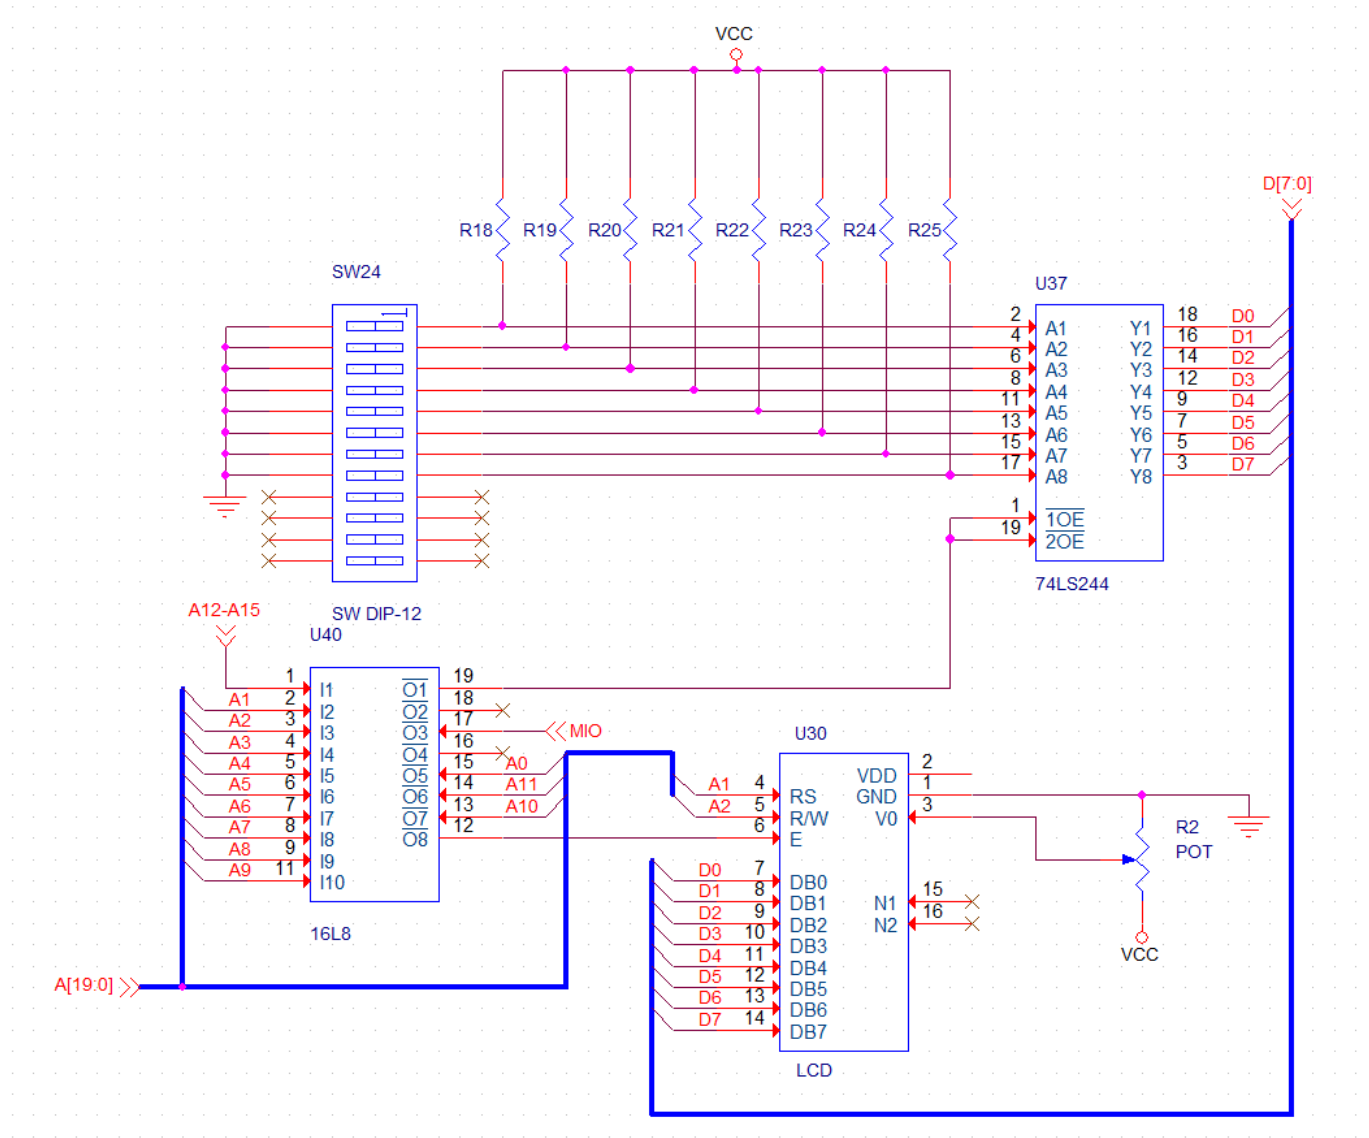 VCC
D[7:0]
R18 R19 R20 R21 R22 R23 R24 R25
SW24
U37
2 A1 Y1 18 D0
4 A2 Y2 16 D1
6 A3 Y3 14 D2
8 A4 Y4 12 D3
11 A5 Y5 9 D4
13 A6 Y6 7 D5
15 A7 Y7 5 D6
17 A8 Y8 3 D7
1 1OE
19 2OE
74LS244
SW DIP-12
A12-A15
U40
1 I1 O1 19
A1 2 I2 O2 18
A2 3 I3 O3 17 MIO
A3 4 I4 O4 16
A4 5 I5 O5 15 A0
A5 6 I6 O6 14 A11
A6 7 I7 O7 13 A10
A7 8 I8 O8 12
A8 9 I9
A9 11 I10
16L8
A[19:0]
U30
VDD 2
A1 4 RS GND 1
A2 5 R/W V0 3
6 E
D0 7 DB0
D1 8 DB1 N1 15
D2 9 DB2 N2 16
D3 10 DB3
D4 11 DB4
D5 12 DB5
D6 13 DB6
D7 14 DB7
LCD
R2
POT
VCC